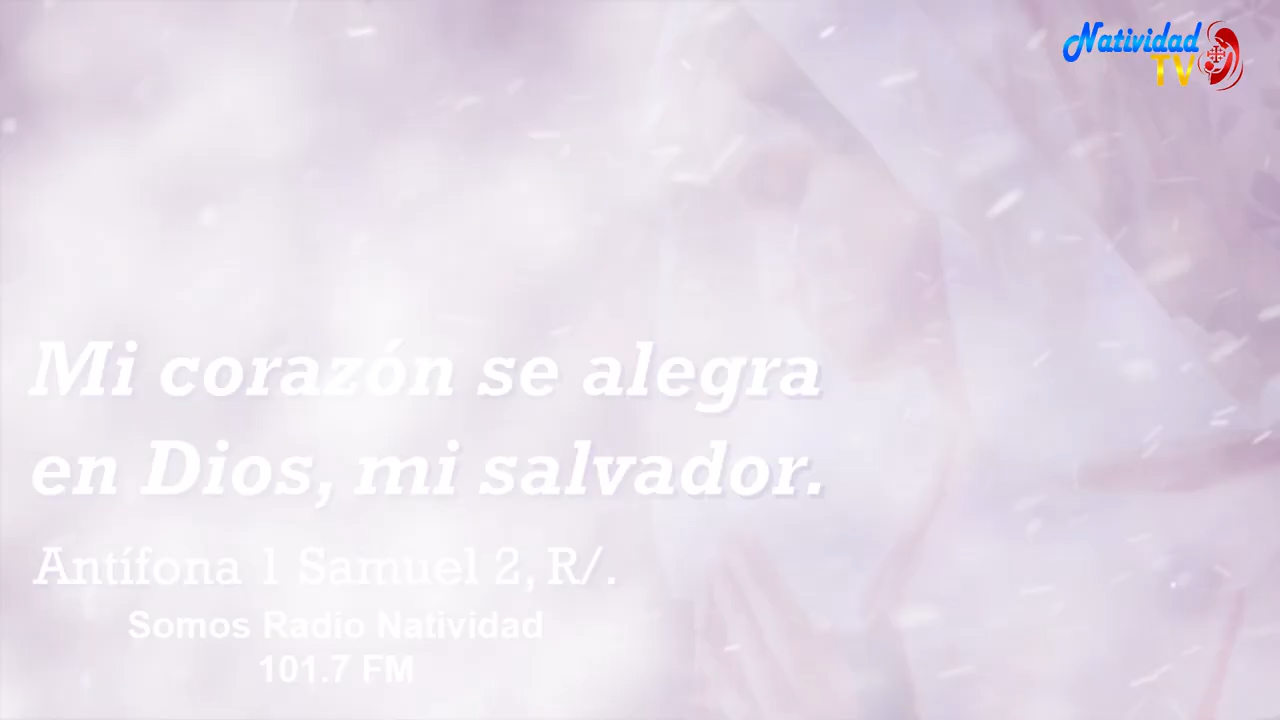 Natividad
TV
Mi corazón se alegra
en Dios, mi salvador.
Antífona 1 Samuel 2, R/.
Somos Radio Natividad
101.7 FM